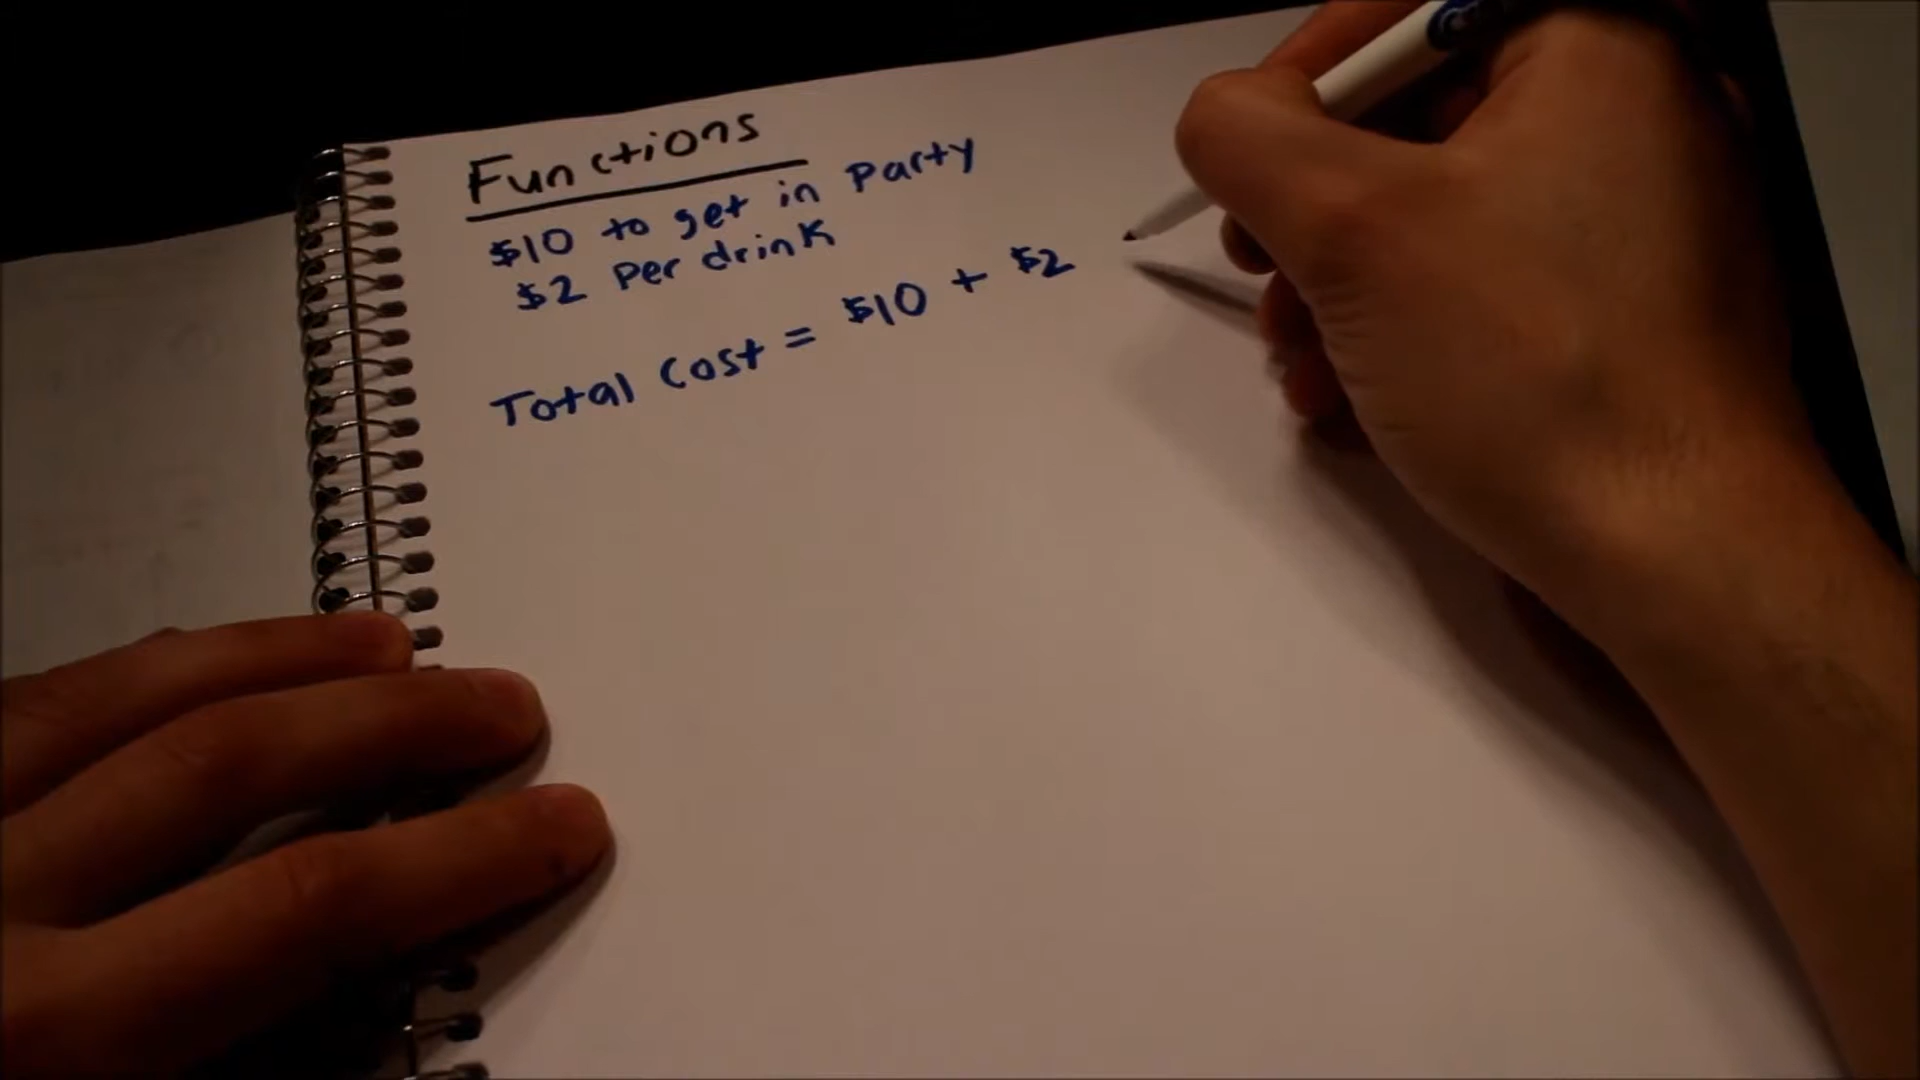 Functions
$10 to get in Party
$2 Per drink
Total Cost = $10 + $2